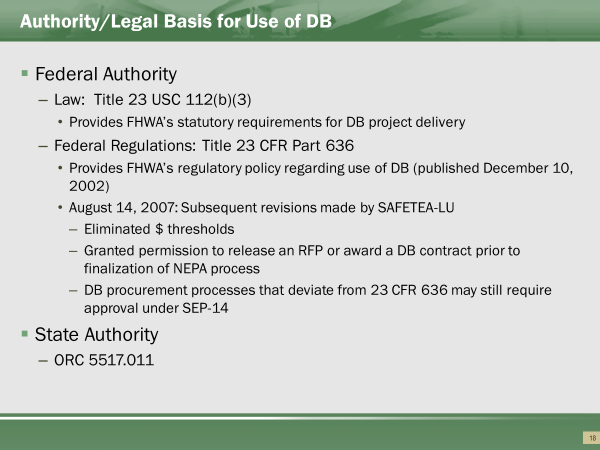 Authority/Legal Basis for Use of DB
▪ Federal Authority
– Law:  Title 23 USC 112(b)(3)
• Provides FHWA's statutory requirements for DB project delivery
– Federal Regulations: Title 23 CFR Part 636
• Provides FHWA's regulatory policy regarding use of DB (published December 10,
2002)
• August 14, 2007: Subsequent revisions made by SAFETEA-LU
– Eliminated $ thresholds
– Granted permission to release an RFP or award a DB contract prior to
finalization of NEPA process
– DB procurement processes that deviate from 23 CFR 636 may still require
approval under SEP-14
▪ State Authority
– ORC 5517.011
18